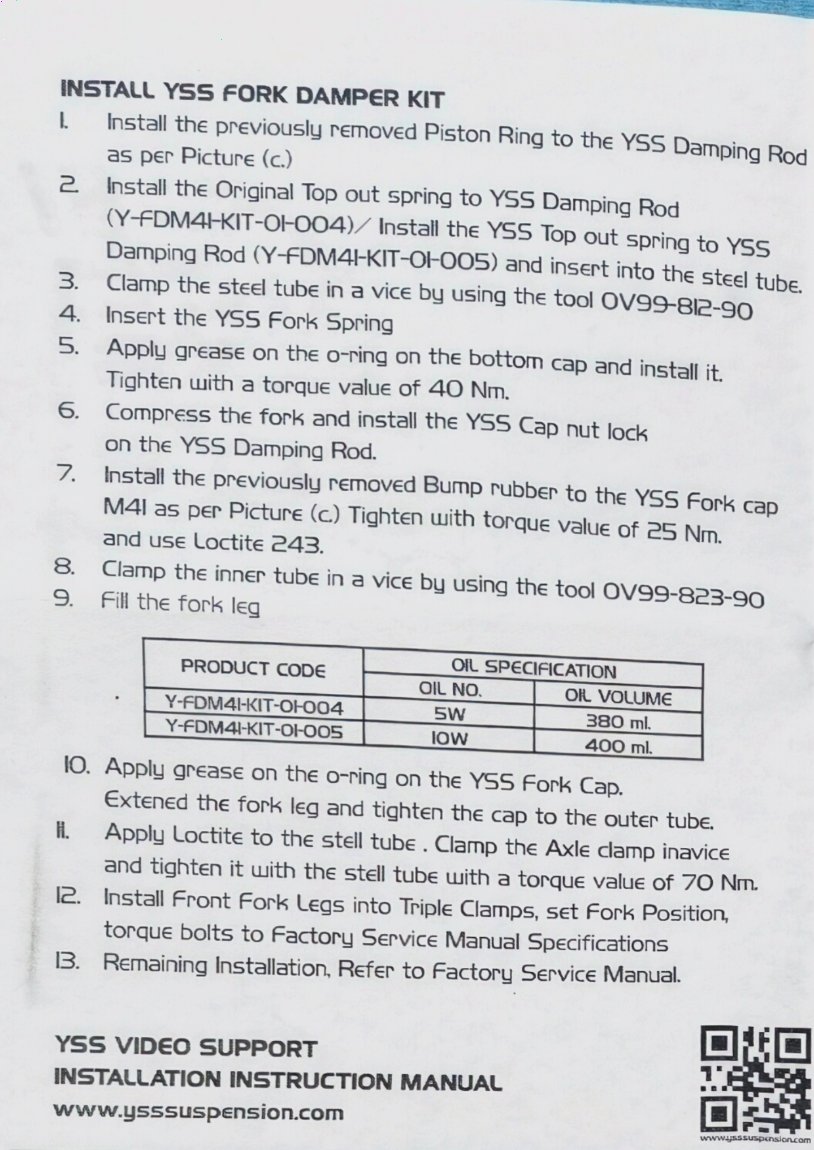 INSTALL YSS FORK DAMPER KIT
1. Install the previously removed Piston Ring to the YSS Damping Rod
as per Picture (c.)
2. Install the Original Top out spring to YSS Damping Rod
(Y-FDM41-KIT-01-004)/ Install the YSS Top out spring to YSS
Damping Rod (Y-FDM41-KIT-01-005) and insert into the steel tube.
3. Clamp the steel tube in a vice by using the tool OV99-812-90
4. Insert the YSS Fork Spring
5. Apply grease on the o-ring on the bottom cap and install it.
Tighten with a torque value of 40 Nm.
6. Compress the fork and install the YSS Cap nut lock
on the YSS Damping Rod.
7. Install the previously removed Bump rubber to the YSS Fork cap
M41 as per Picture (c.) Tighten with torque value of 25 Nm.
and use Loctite 243.
8. Clamp the inner tube in a vice by using the tool OV99-823-90
9. Fill the fork leg
PRODUCT CODE OIL SPECIFICATION
OIL NO. OIL VOLUME
Y-FDM41-KIT-01-004 5W 380 ml.
Y-FDM41-KIT-01-005 10W 400 ml.
10. Apply grease on the o-ring on the YSS Fork Cap.
Extened the fork leg and tighten the cap to the outer tube.
11. Apply Loctite to the stell tube . Clamp the Axle clamp inavice
and tighten it with the stell tube with a torque value of 70 Nm.
12. Install Front Fork Legs into Triple Clamps, set Fork Position,
torque bolts to Factory Service Manual Specifications
13. Remaining Installation, Refer to Factory Service Manual.
YSS VIDEO SUPPORT
INSTALLATION INSTRUCTION MANUAL
www.ysssuspension.com
www.ysssuspension.com